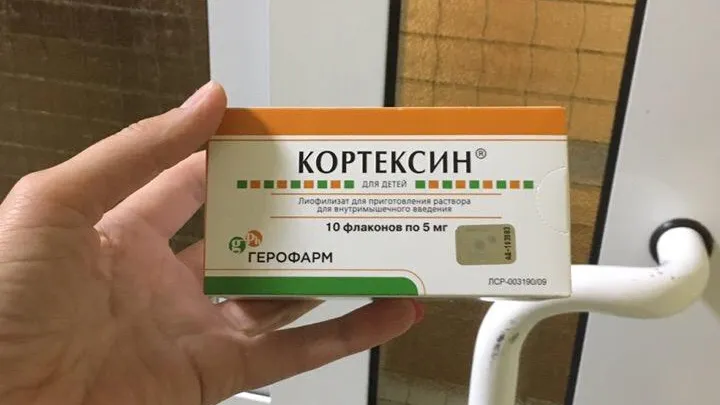 КОРТЕКСИН®
ДЛЯ ДЕТЕЙ
Лиофилизат для приготовления раствора
для внутримышечного введения
10 флаконов по 5 мг
gPh
ГЕРОФАРМ
ЛСР-003190/09